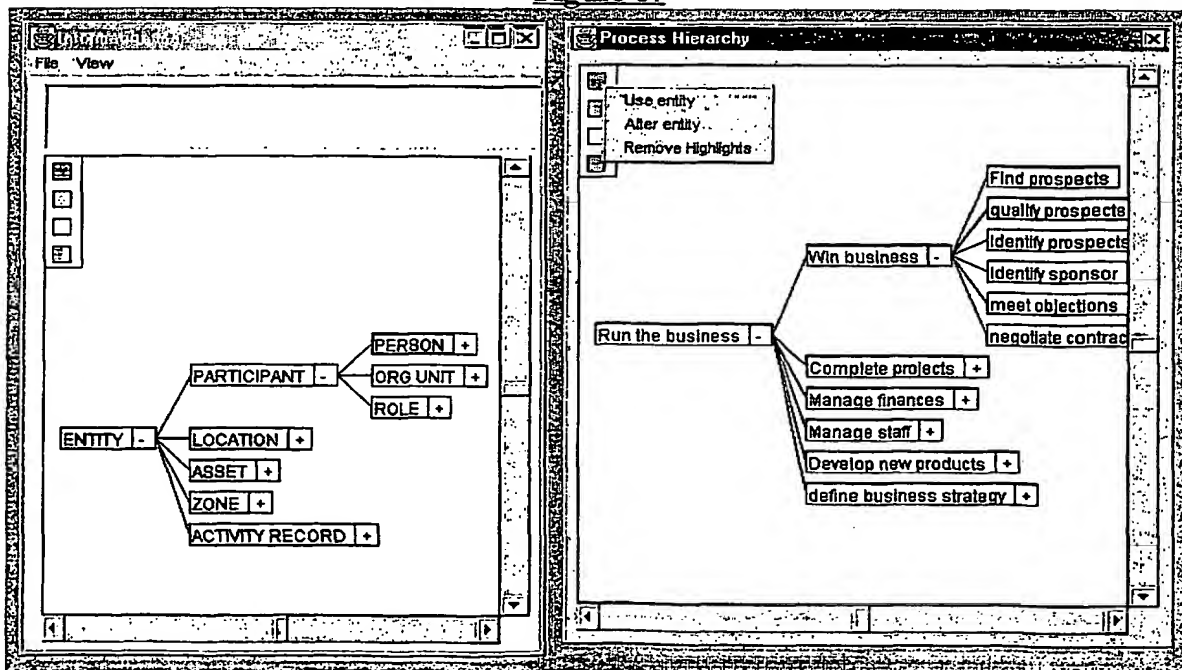 Process Hierarchy
File View
Use entity
Alter entity
Remove Highlights
ENTITY -
PARTICIPANT -
PERSON +
ORG UNIT +
ROLE +
LOCATION +
ASSET +
ZONE +
ACTIVITY RECORD +
Run the business -
Win business -
Find prospects
qualify prospects
Identify prospects
Identify sponsor
meet objections
negotiate contrac
Complete projects +
Manage finances +
Manage staff +
Develop new products +
define business strategy +